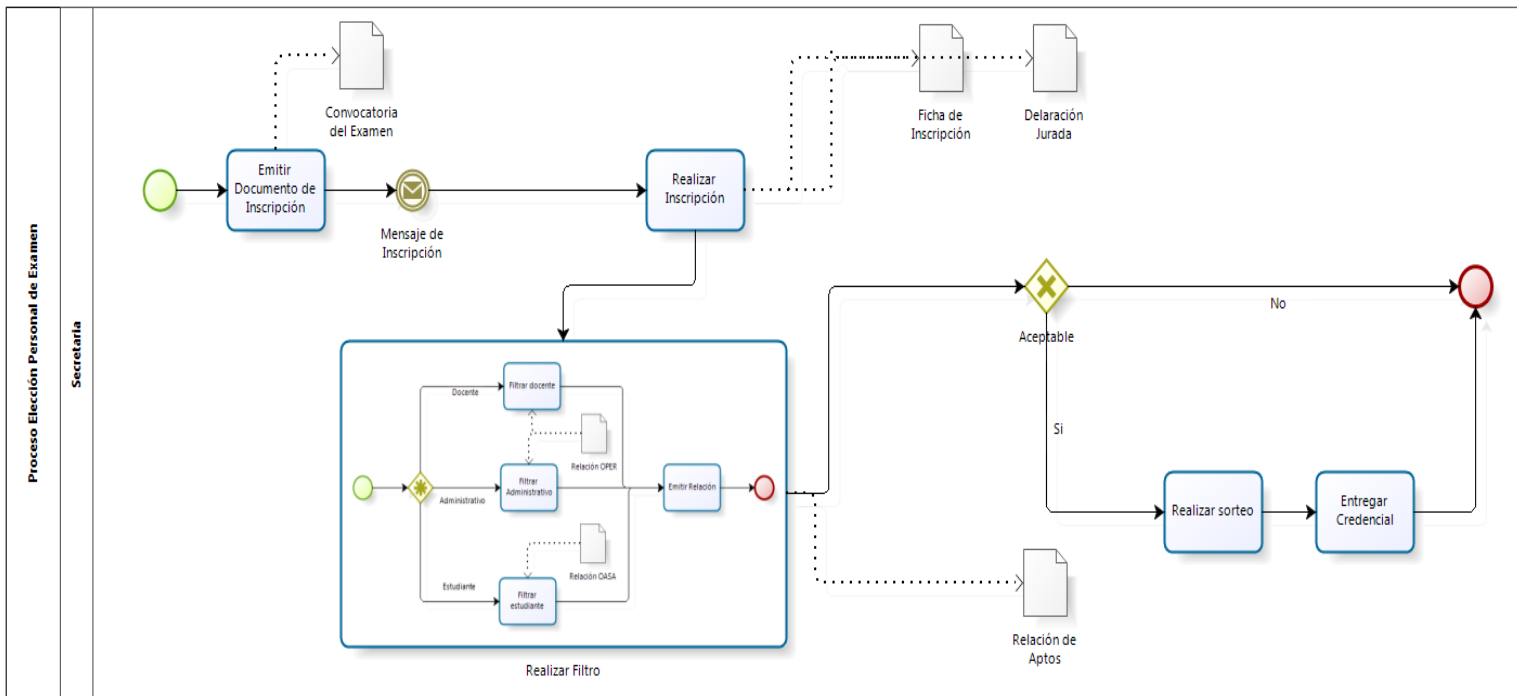 Proceso Elección Personal de Examen
Secretaria
Convocatoria
del Examen
Ficha de
Inscripción
Delaración
Jurada
Emitir
Documento de
Inscripción
Mensaje de
Inscripción
Realizar
Inscripción
Aceptable
No
Si
Realizar sorteo
Entregar
Credencial
Docente
Filtrar docente
Relación OPER
Administrativo
Filtrar
Administrativo
Emitir Relación
Relación OASA
Estudiante
Filtrar
estudiante
Realizar Filtro
Relación de
Aptos